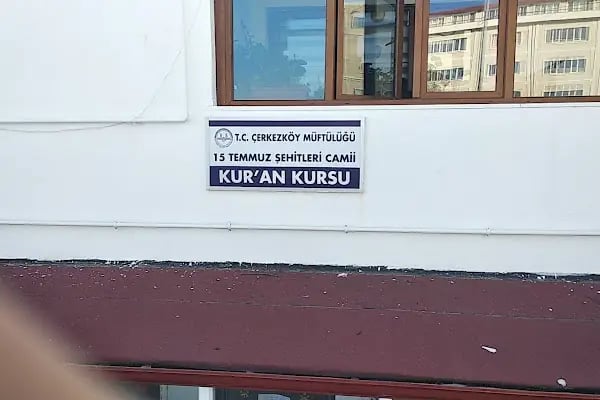 T.C. ÇERKEZKÖY MÜFTÜLÜĞÜ
15 TEMMUZ ŞEHİTLERİ CAMİİ
KUR'AN KURSU